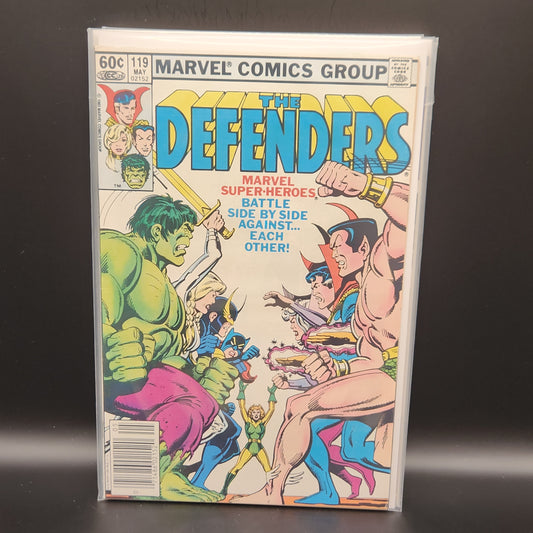 60¢
119
MAY
02152
MARVEL® COMICS GROUP
APPROVED
BY THE
COMICS
CODE
AUTHORITY
THE
DEFENDERS
TM
MARVEL
SUPER-HEROES
BATTLE
SIDE BY SIDE
AGAINST...
EACH
OTHER!